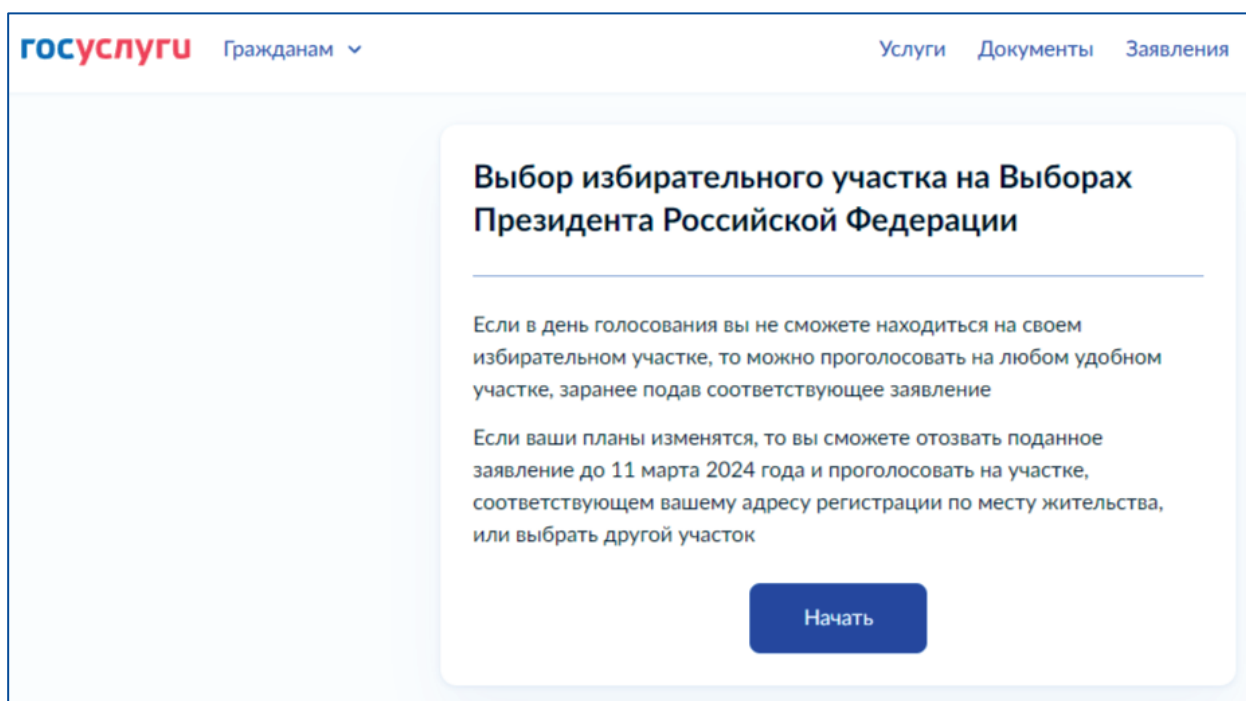 госуслуги Гражданам Услуги Документы Заявления
Выбор избирательного участка на Выборах
Президента Российской Федерации
Если в день голосования вы не сможете находиться на своем
избирательном участке, то можно проголосовать на любом удобном
участке, заранее подав соответствующее заявление
Если ваши планы изменятся, то вы сможете отозвать поданное
заявление до 11 марта 2024 года и проголосовать на участке,
соответствующем вашему адресу регистрации по месту жительства,
или выбрать другой участок
Начать